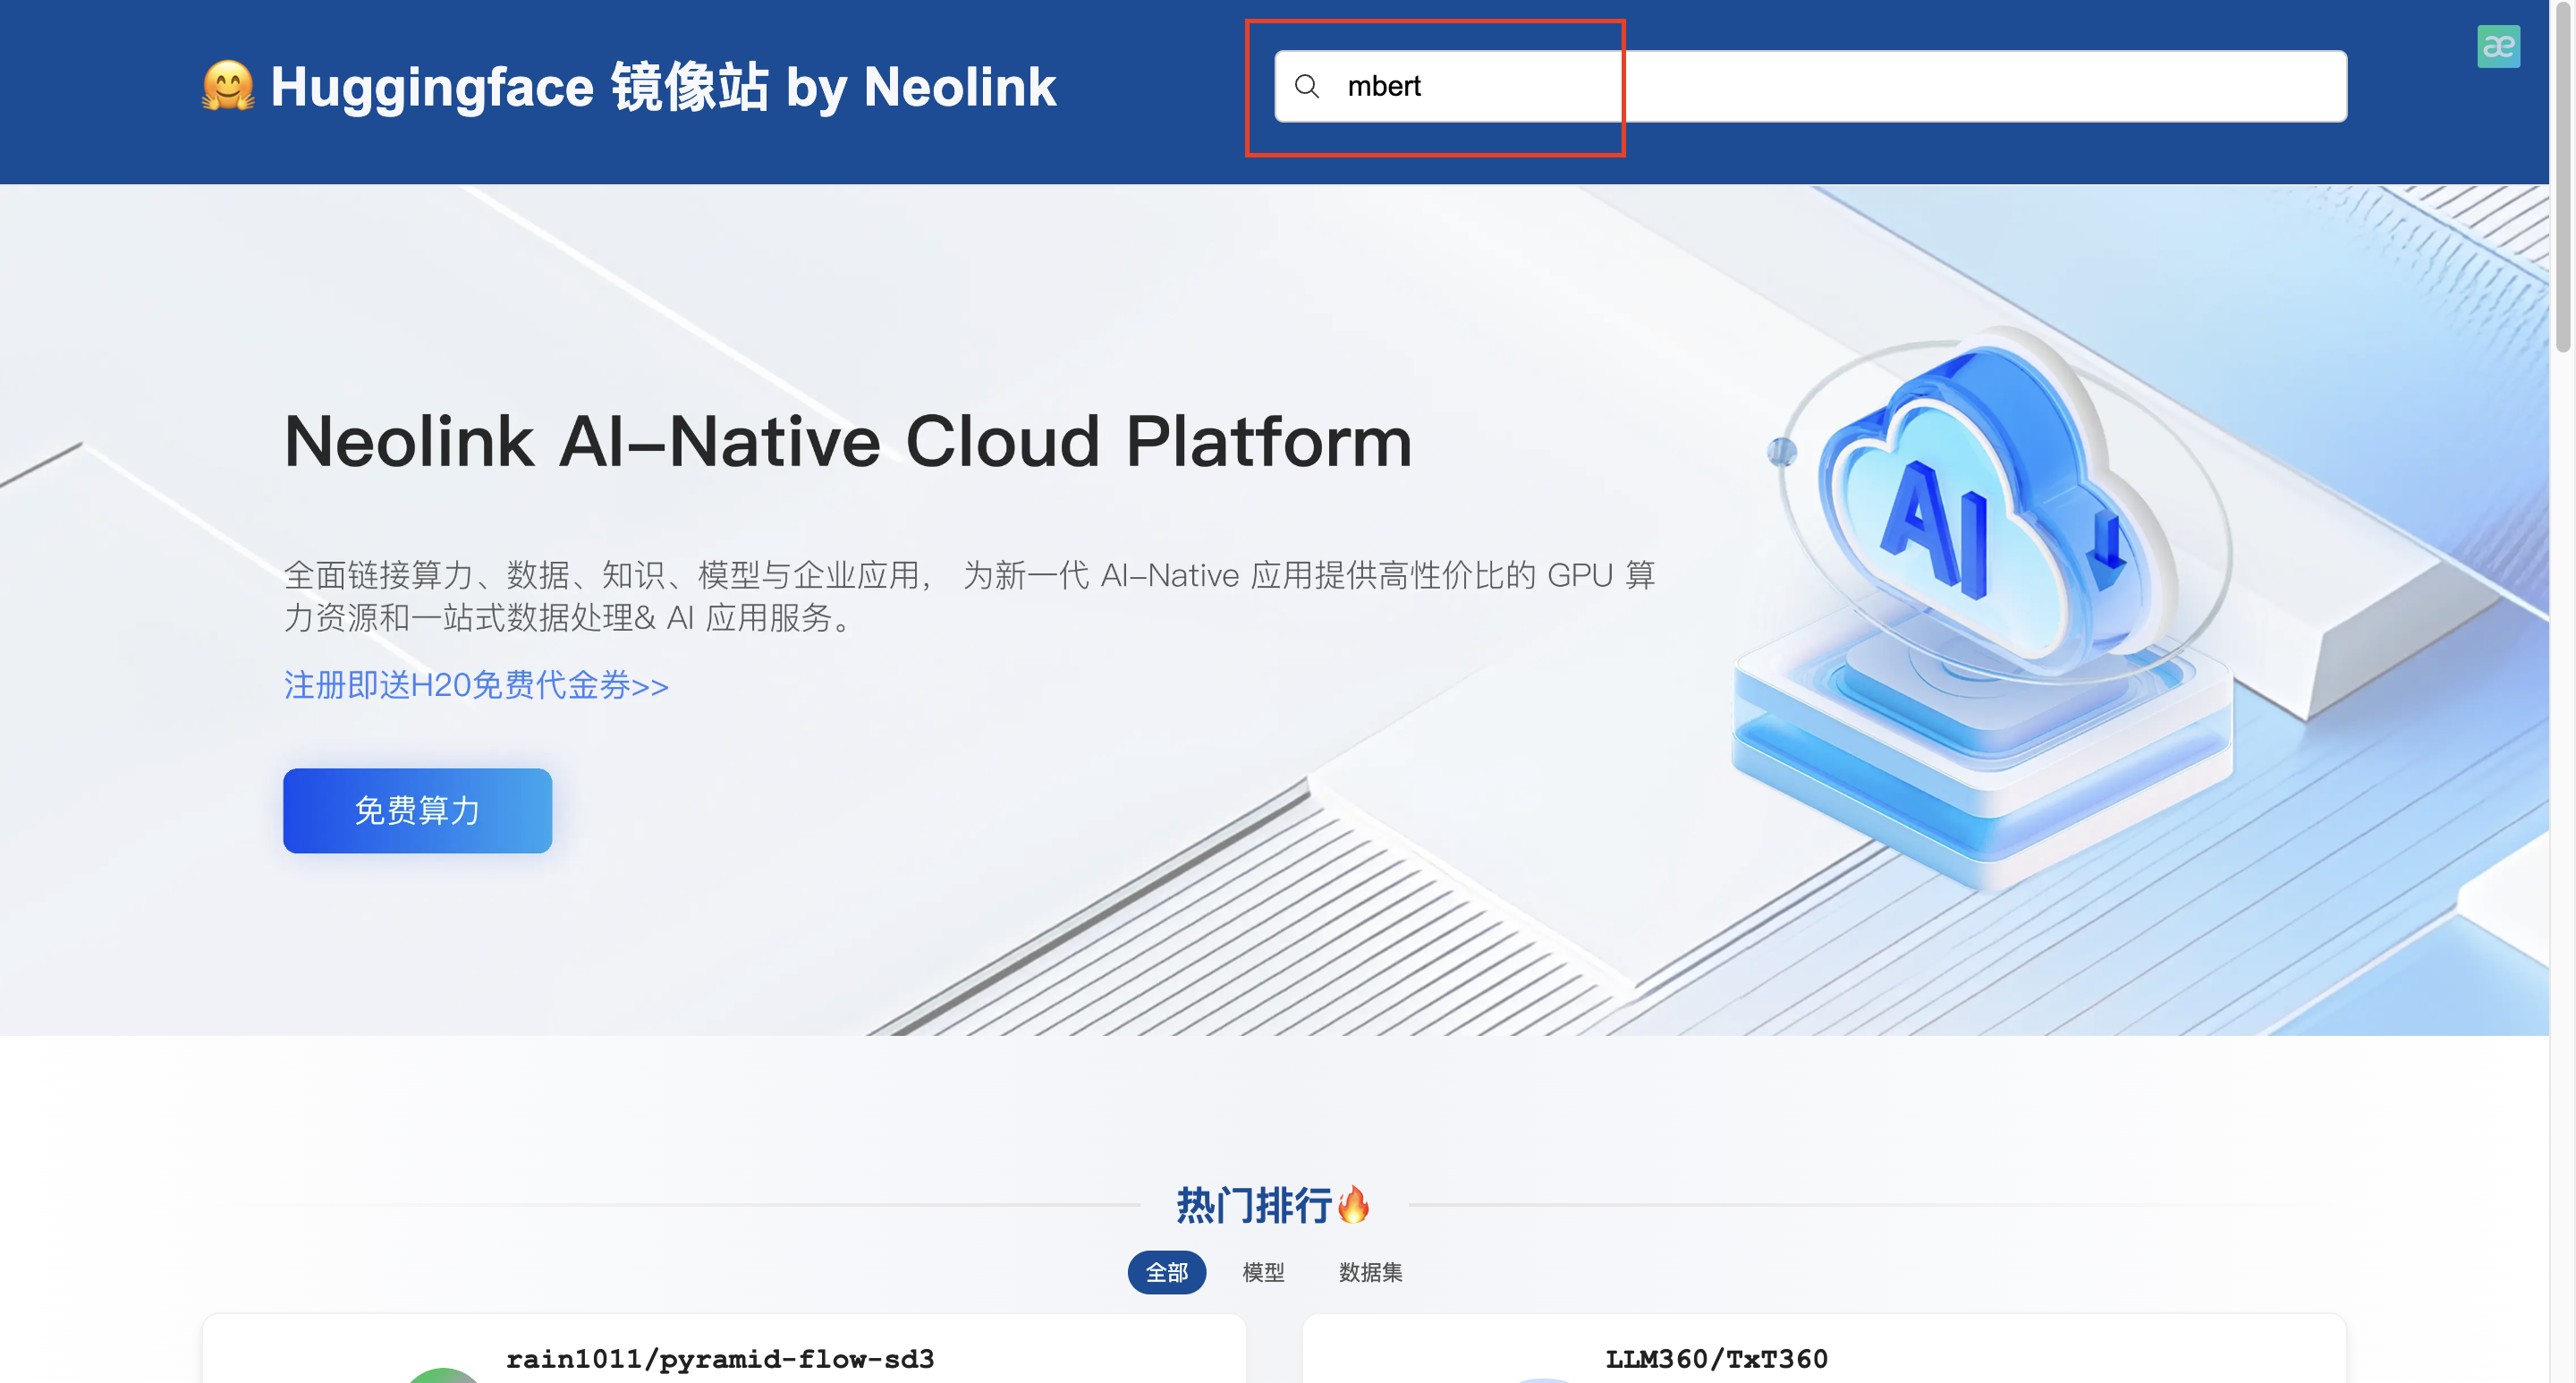 🤗 Huggingface 镜像站 by Neolink
mbert
æ
Neolink AI-Native Cloud Platform
全面链接算力、数据、知识、模型与企业应用， 为新一代 AI-Native 应用提供高性价比的 GPU 算
力资源和一站式数据处理& AI 应用服务。
注册即送H20免费代金券>>
免费算力
AI
热门排行🔥
全部 模型 数据集
rain1011/pyramid-flow-sd3
LLM360/TxT360